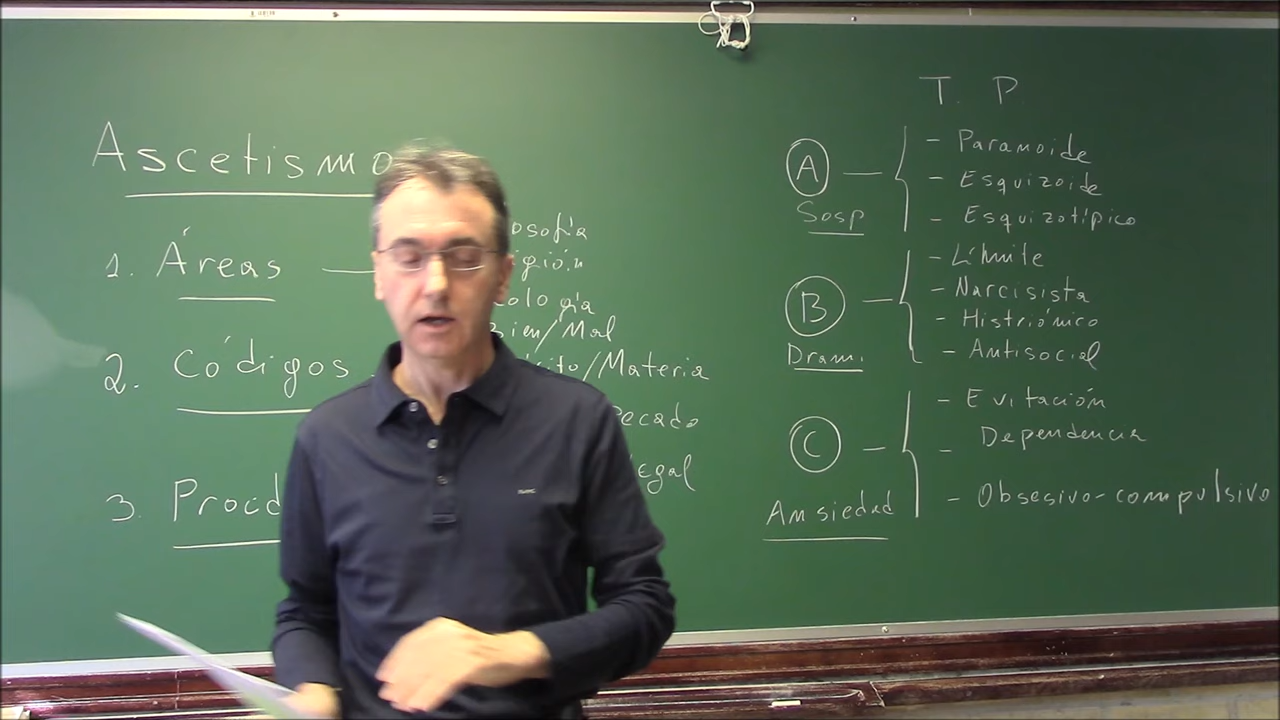 Ascetismo
1. Áreas
osofía
igión
cología
Bien/Mal
2. Códigos
ito/Materia
ecado
egal
3. Proced
T. P.
A
Sosp
- Paranoide
- Esquizoide
- Esquizotípico
B
Dram.
- Límite
- Narcisista
- Histriónico
- Antisocial
C
Ansiedad
- Evitación
- Dependencia
- Obsesivo-compulsivo